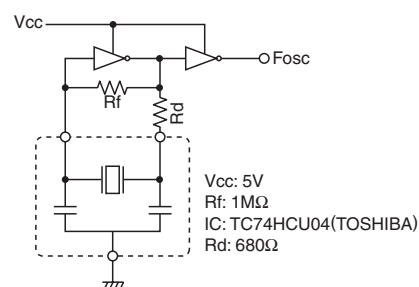 Vcc
Fosc
Rf
Rd
Vcc: 5V
Rf: 1MΩ
IC: TC74HCU04(TOSHIBA)
Rd: 680Ω